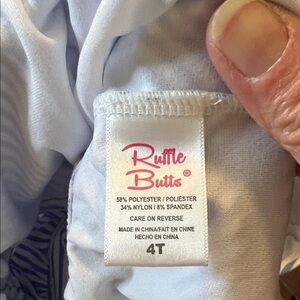 Ruffle
Butts®
58% POLYESTER / POLIÉSTER
34% NYLON / 8% SPANDEX
CARE ON REVERSE
MADE IN CHINA/FAIT EN CHINE
HECHO EN CHINA
4T